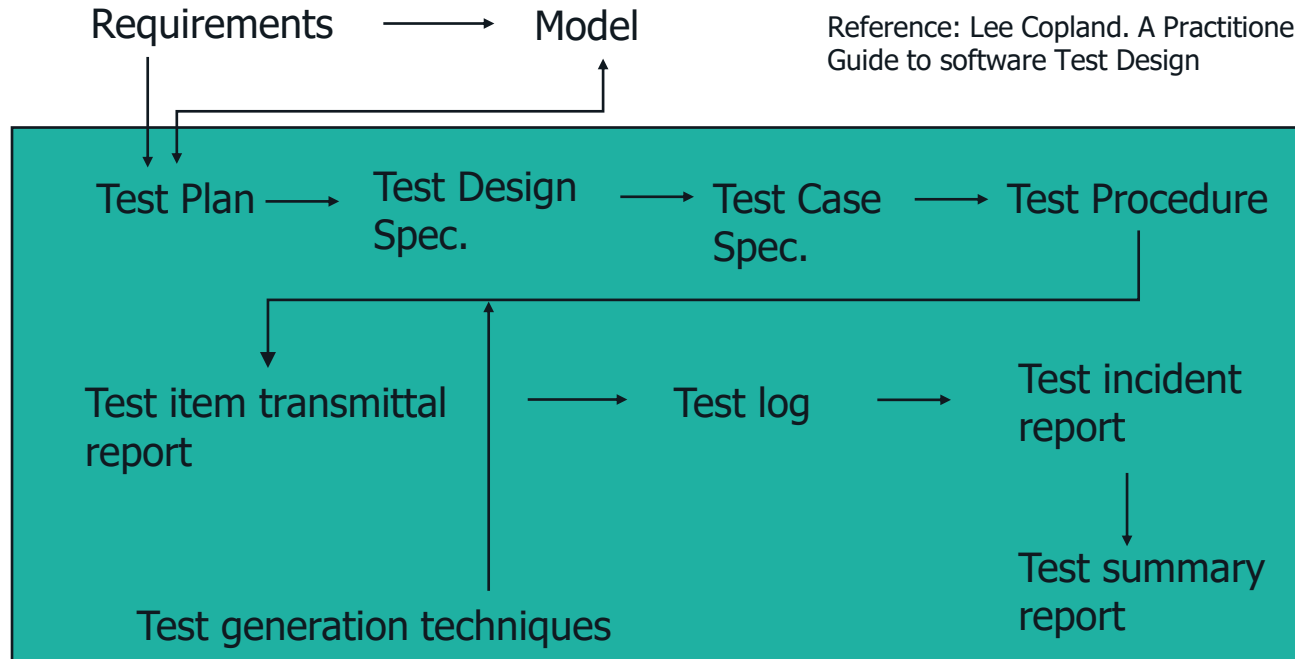 Requirements
Model
Reference: Lee Copland. A Practitione
Guide to software Test Design
Test Plan
Test Design
Spec.
Test Case
Spec.
Test Procedure
Test item transmittal
report
Test log
Test incident
report
Test summary
report
Test generation techniques